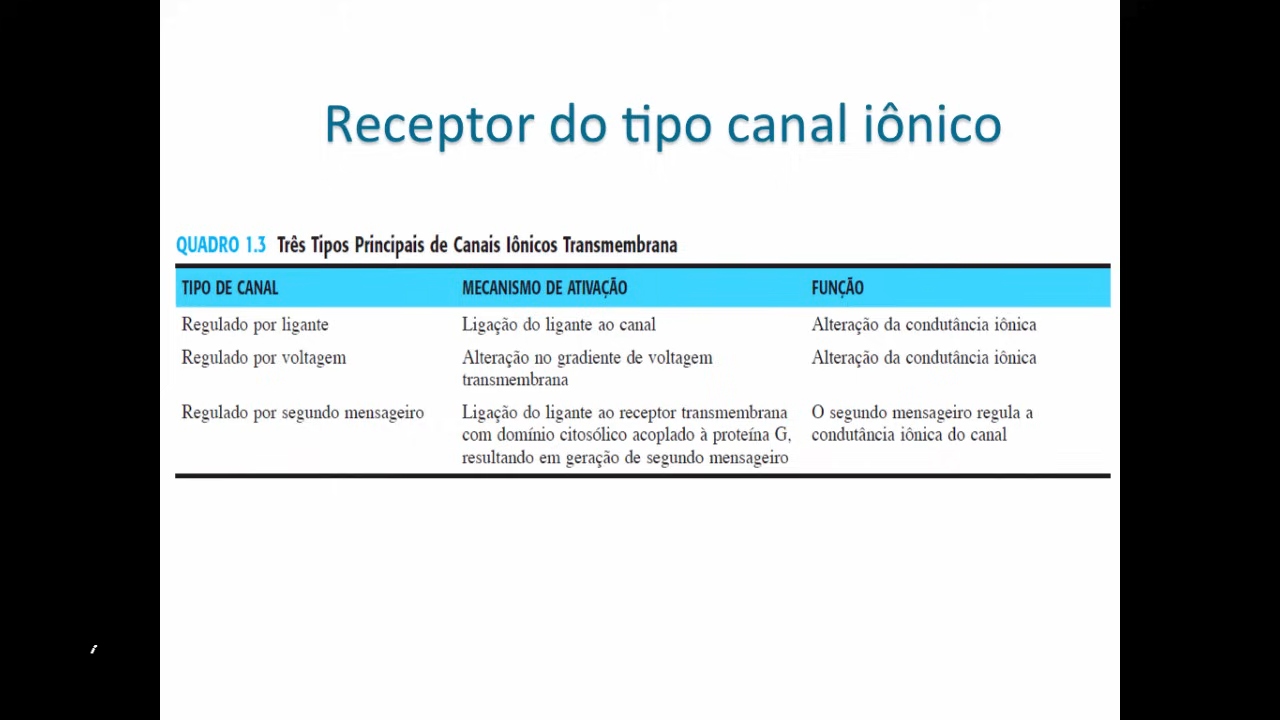 Receptor do tipo canal iônico
QUADRO 1.3 Três Tipos Principais de Canais Iônicos Transmembrana
TIPO DE CANAL MECANISMO DE ATIVAÇÃO FUNÇÃO
Regulado por ligante Ligação do ligante ao canal Alteração da condutância iônica
Regulado por voltagem Alteração no gradiente de voltagem Alteração da condutância iônica
transmembrana
Regulado por segundo mensageiro Ligação do ligante ao receptor transmembrana O segundo mensageiro regula a
com domínio citosólico acoplado à proteína G, condutância iônica do canal
resultando em geração de segundo mensageiro
i